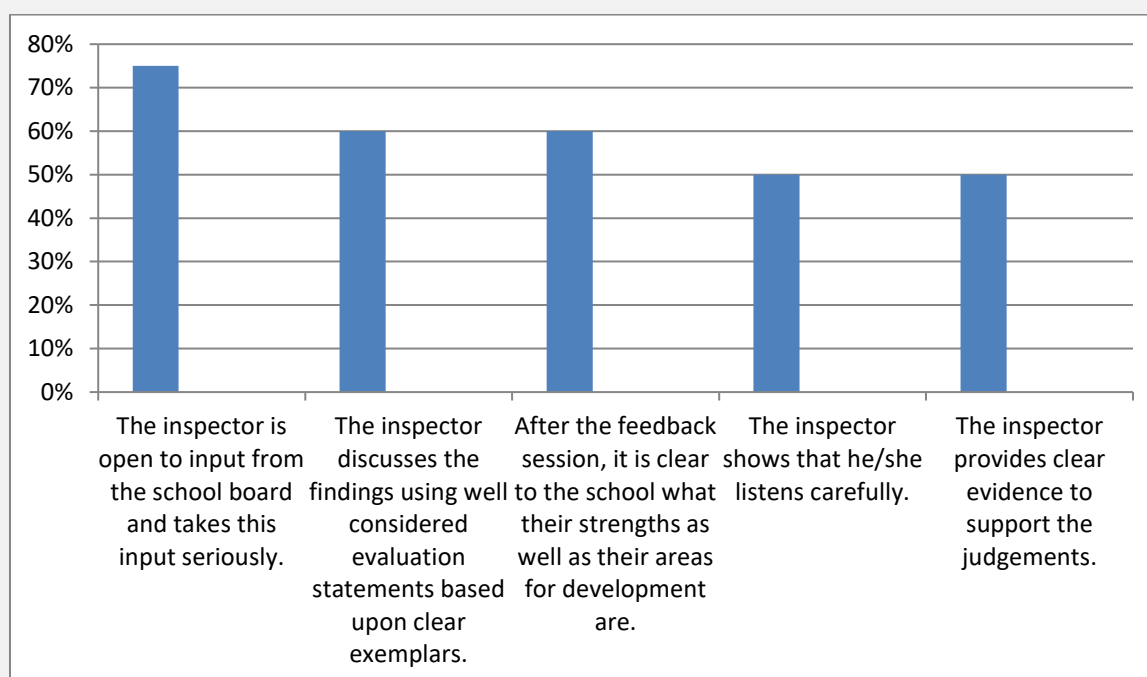 80%
70%
60%
50%
40%
30%
20%
10%
0%
The inspector is
open to input from
the school board
and takes this
input seriously.
The inspector
discusses the
findings using well
considered
evaluation
statements based
upon clear
exemplars.
After the feedback
session, it is clear
to the school what
their strengths as
well as their areas
for development
are.
The inspector
shows that he/she
listens carefully.
The inspector
provides clear
evidence to
support the
judgements.